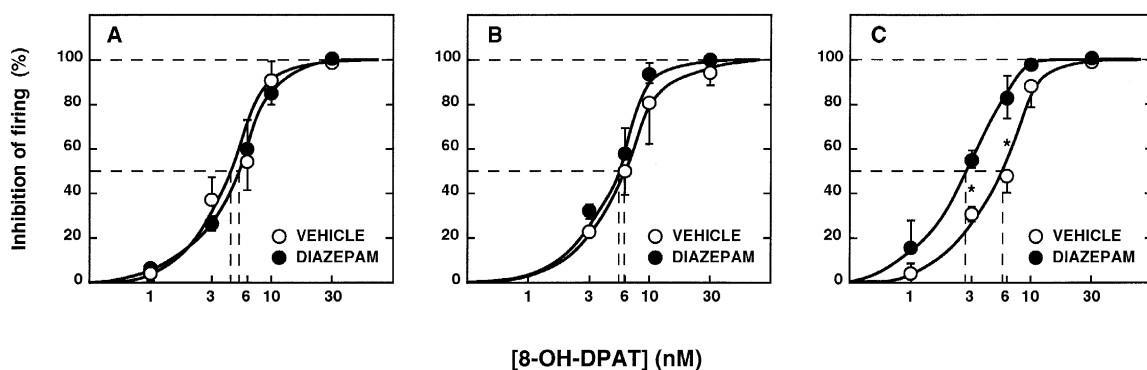 Inhibition of firing (%)
A
100
80
60
40
20
0
VEHICLE
DIAZEPAM
1 3 6 10 30
B
100
80
60
40
20
0
VEHICLE
DIAZEPAM
1 3 6 10 30
C
100
80
60
40
20
0
*
*
VEHICLE
DIAZEPAM
1 3 6 10 30
[8-OH-DPAT] (nM)